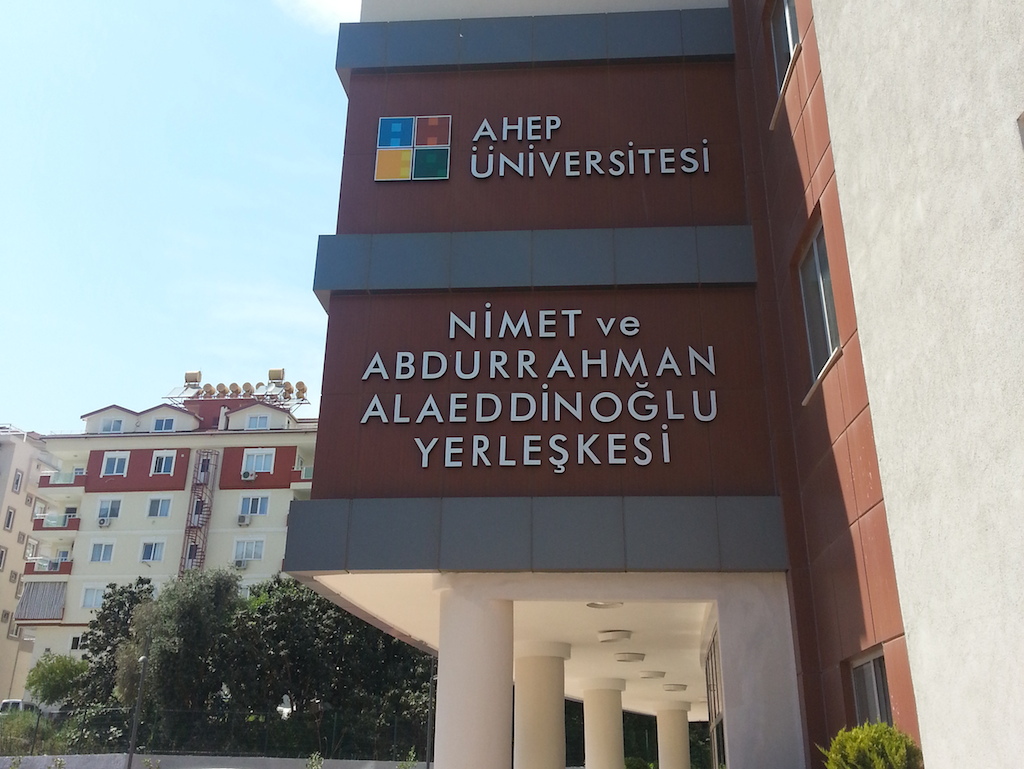 AHEP
ÜNİVERSİTESİ
NİMET ve
ABDURRAHMAN
ALAEDDİNOĞLU
YERLEŞKESİ